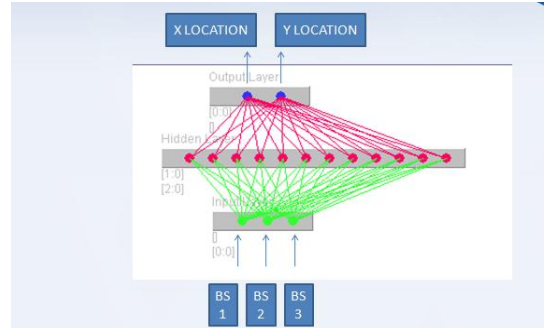 X LOCATION
Y LOCATION
Output Layer
[0:0]
[]
Hidden Layer
[1:0]
[2:0]
[]
[0:0]
BS
1
BS
2
BS
3